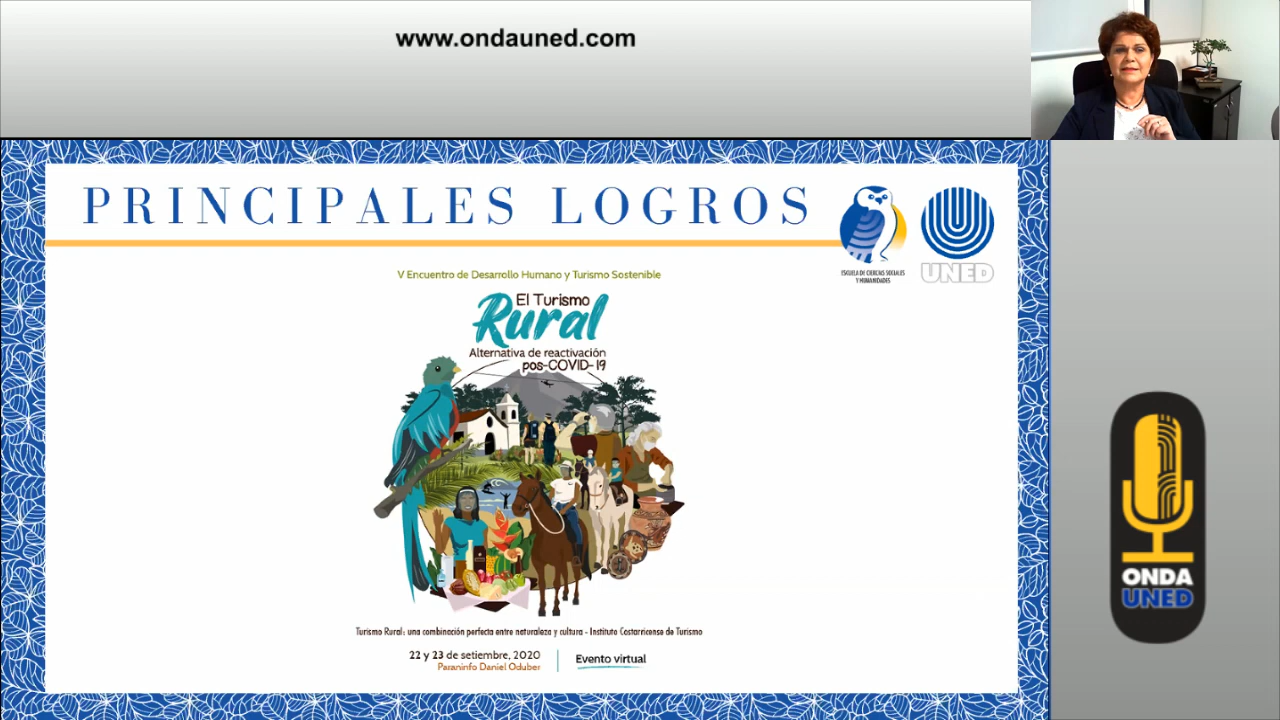 www.ondauned.com
PRINCIPALES LOGROS
ESCUELA DE CIENCIAS SOCIALES
Y HUMANIDADES
UNED
V Encuentro de Desarrollo Humano y Turismo Sostenible
El Turismo
Rural
Alternativa de reactivación
pos-COVID-19
Turismo Rural: una combinación perfecta entre naturaleza y cultura - Instituto Costarricense de Turismo
22 y 23 de setiembre, 2020
Paraninfo Daniel Oduber
Evento virtual
ONDA
UNED